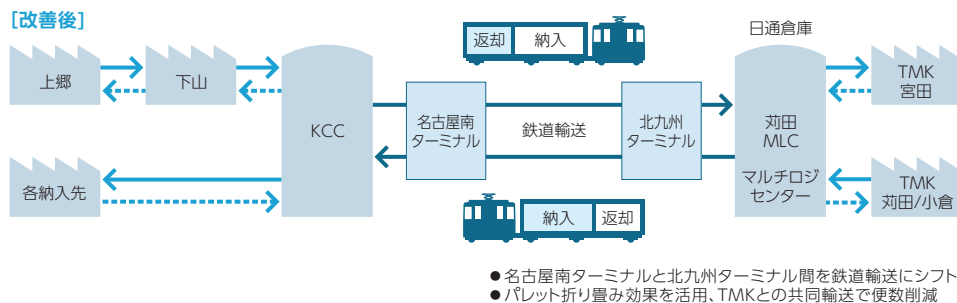 [改善後]
返却
納入
日通倉庫
上郷
下山
KCC
名古屋南
ターミナル
鉄道輸送
北九州
ターミナル
苅田
MLC
マルチロジ
センター
TMK
宮田
各納入先
TMK
苅田/小倉
納入
返却
●名古屋南ターミナルと北九州ターミナル間を鉄道輸送にシフト
●パレット折り畳み効果を活用、TMKとの共同輸送で便数削減